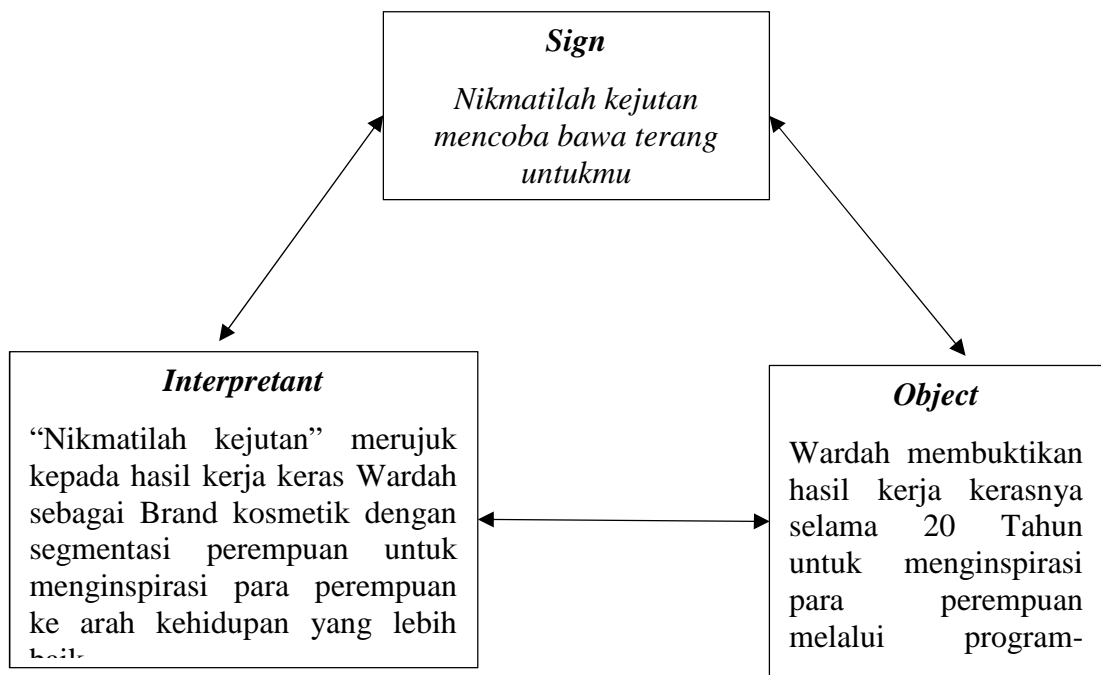 Sign
Nikmatilah kejutan
mencoba bawa terang
untukmu
Interpretant
“Nikmatilah kejutan” merujuk
kepada hasil kerja keras Wardah
sebagai Brand kosmetik dengan
segmentasi perempuan untuk
menginspirasi para perempuan
ke arah kehidupan yang lebih
baik
Object
Wardah membuktikan
hasil kerja kerasnya
selama 20 Tahun
untuk menginspirasi
para perempuan
melalui program-